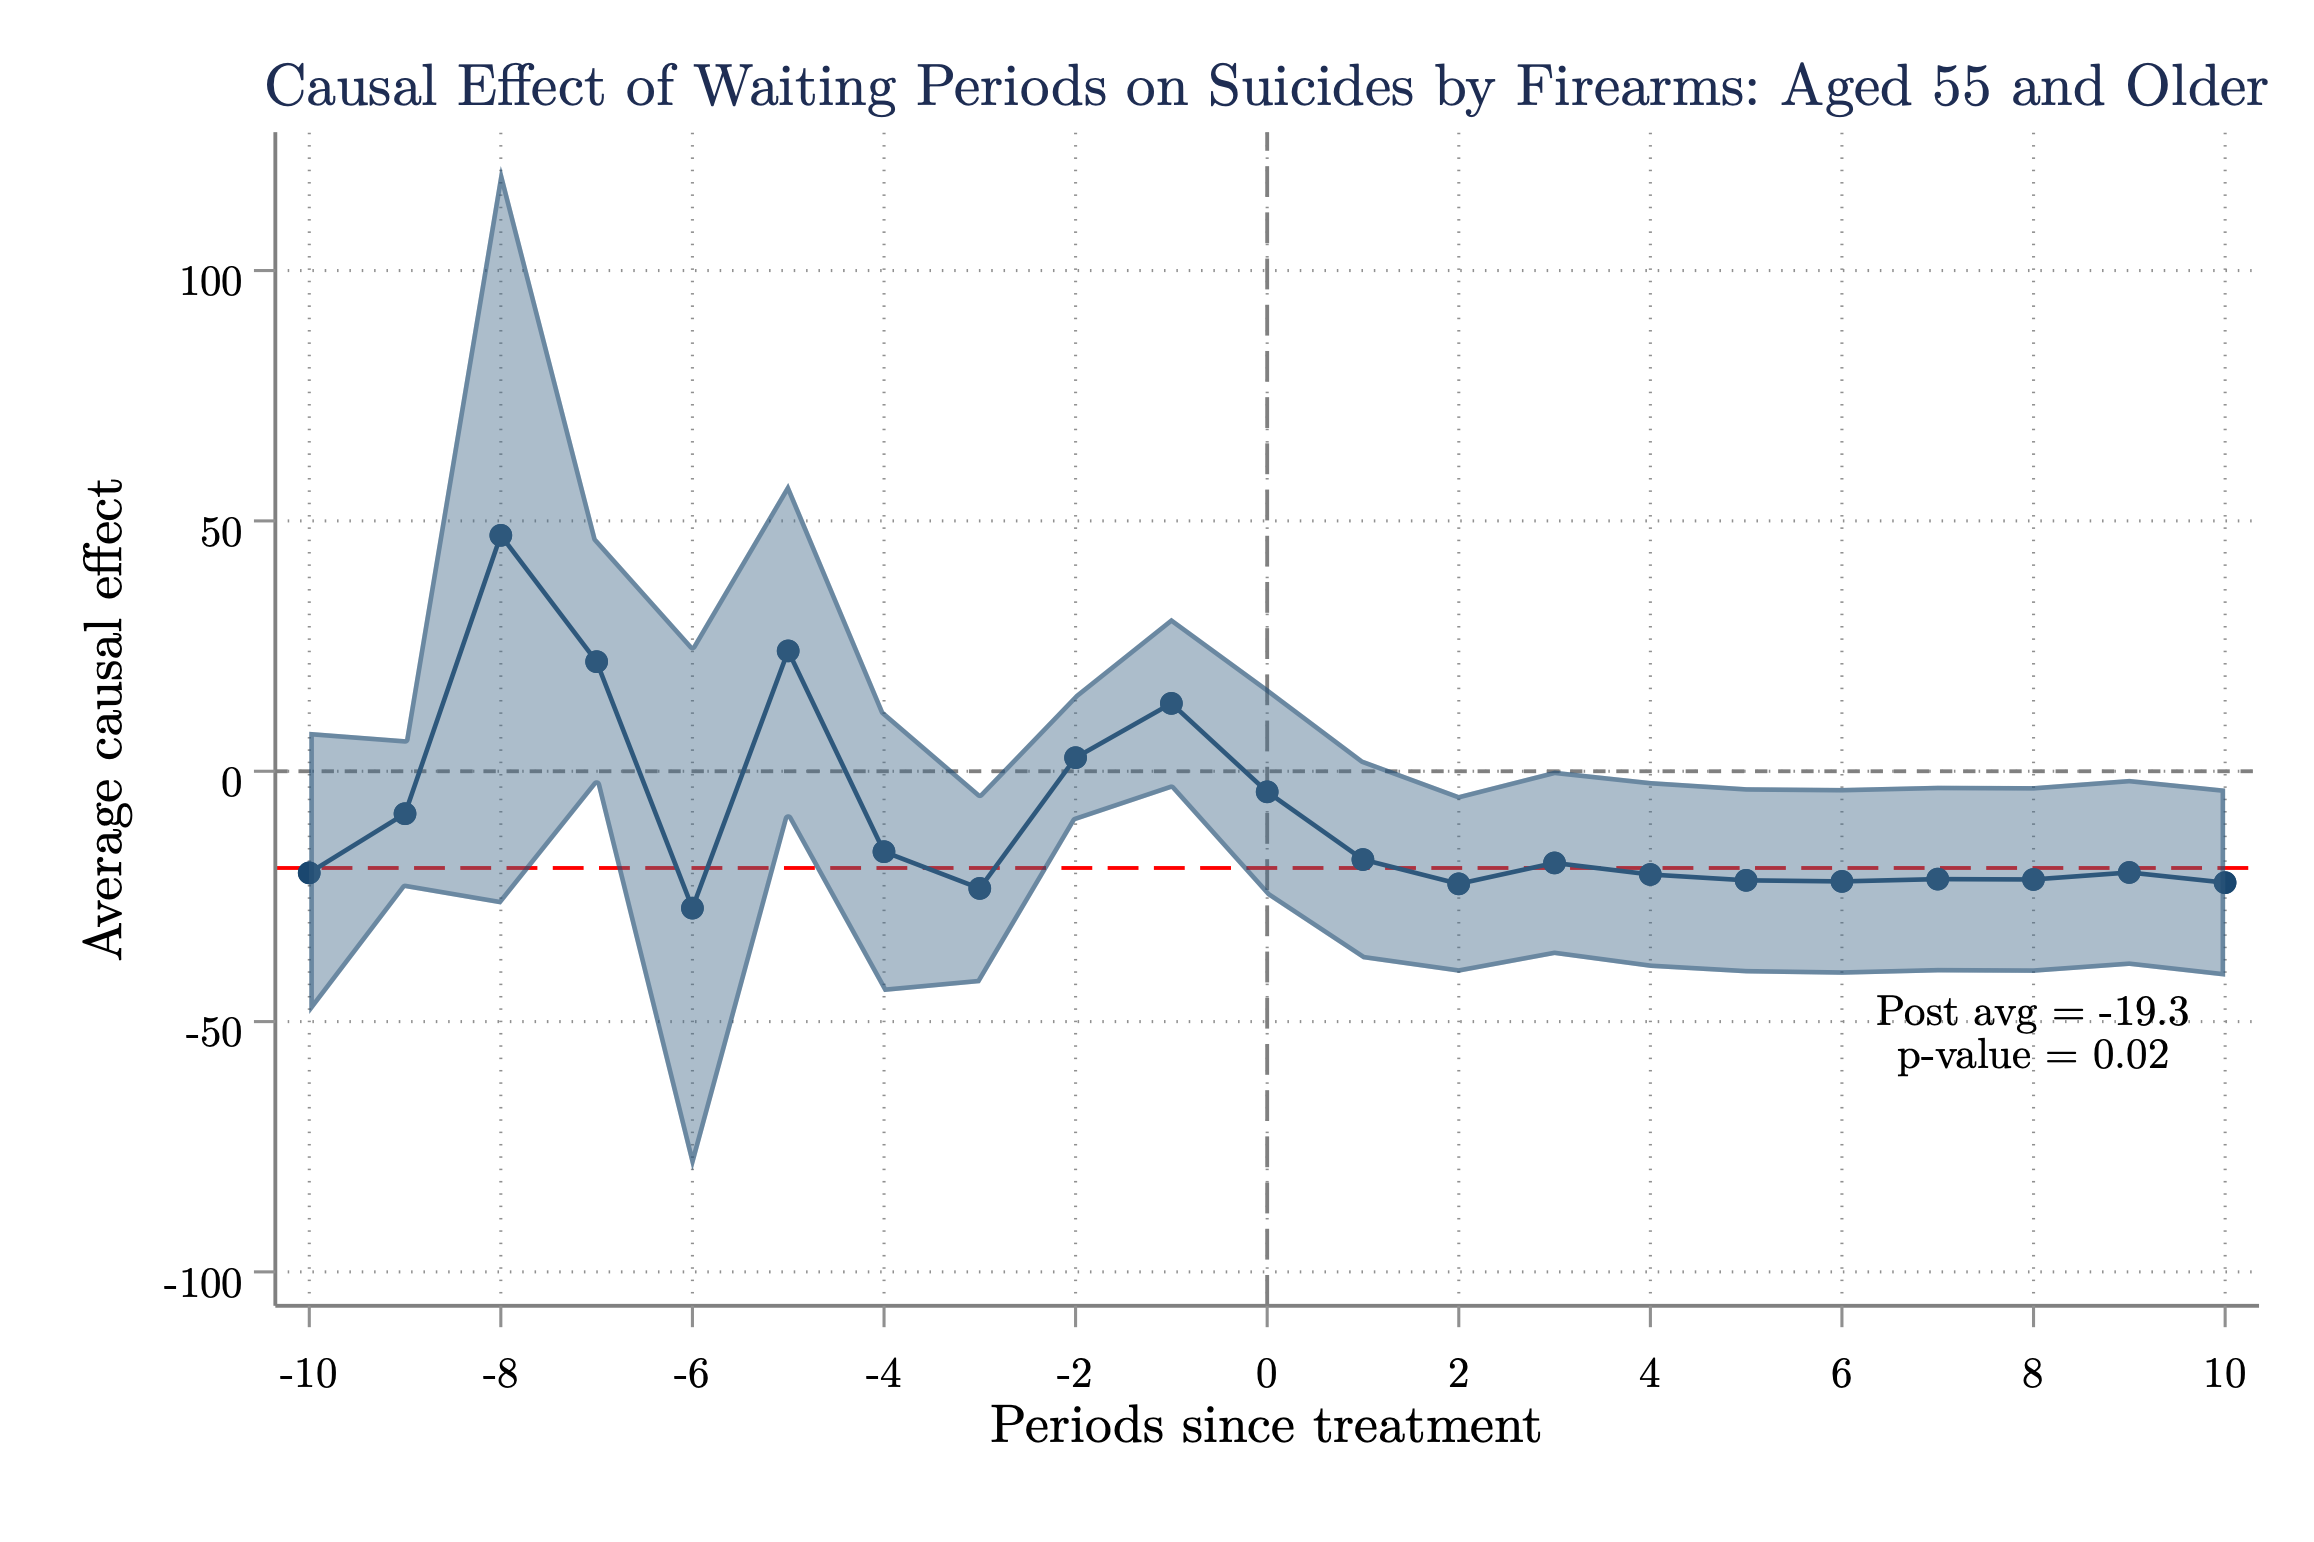 Causal Effect of Waiting Periods on Suicides by Firearms: Aged 55 and Older
Average causal effect
100
50
0
-50
-100
Post avg = -19.3
p-value = 0.02
-10 -8 -6 -4 -2 0 2 4 6 8 10
Periods since treatment